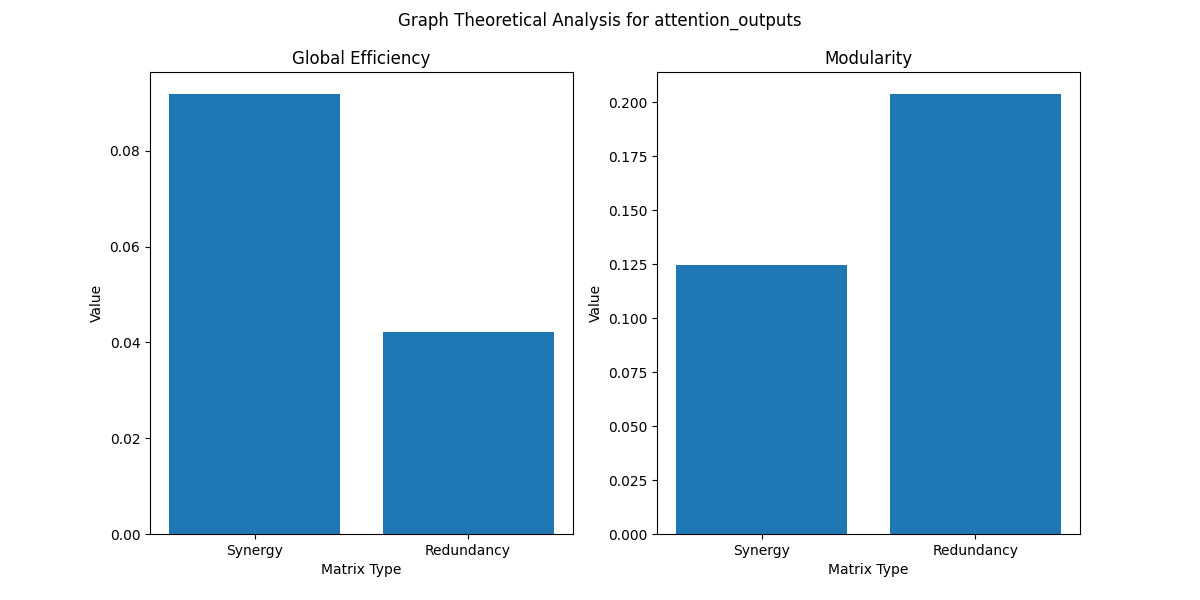 Graph Theoretical Analysis for attention_outputs
Global Efficiency
0.08
0.06
0.04
0.02
0.00
Value
Synergy Redundancy
Matrix Type
Modularity
0.200
0.175
0.150
0.125
0.100
0.075
0.050
0.025
0.000
Value
Synergy Redundancy
Matrix Type